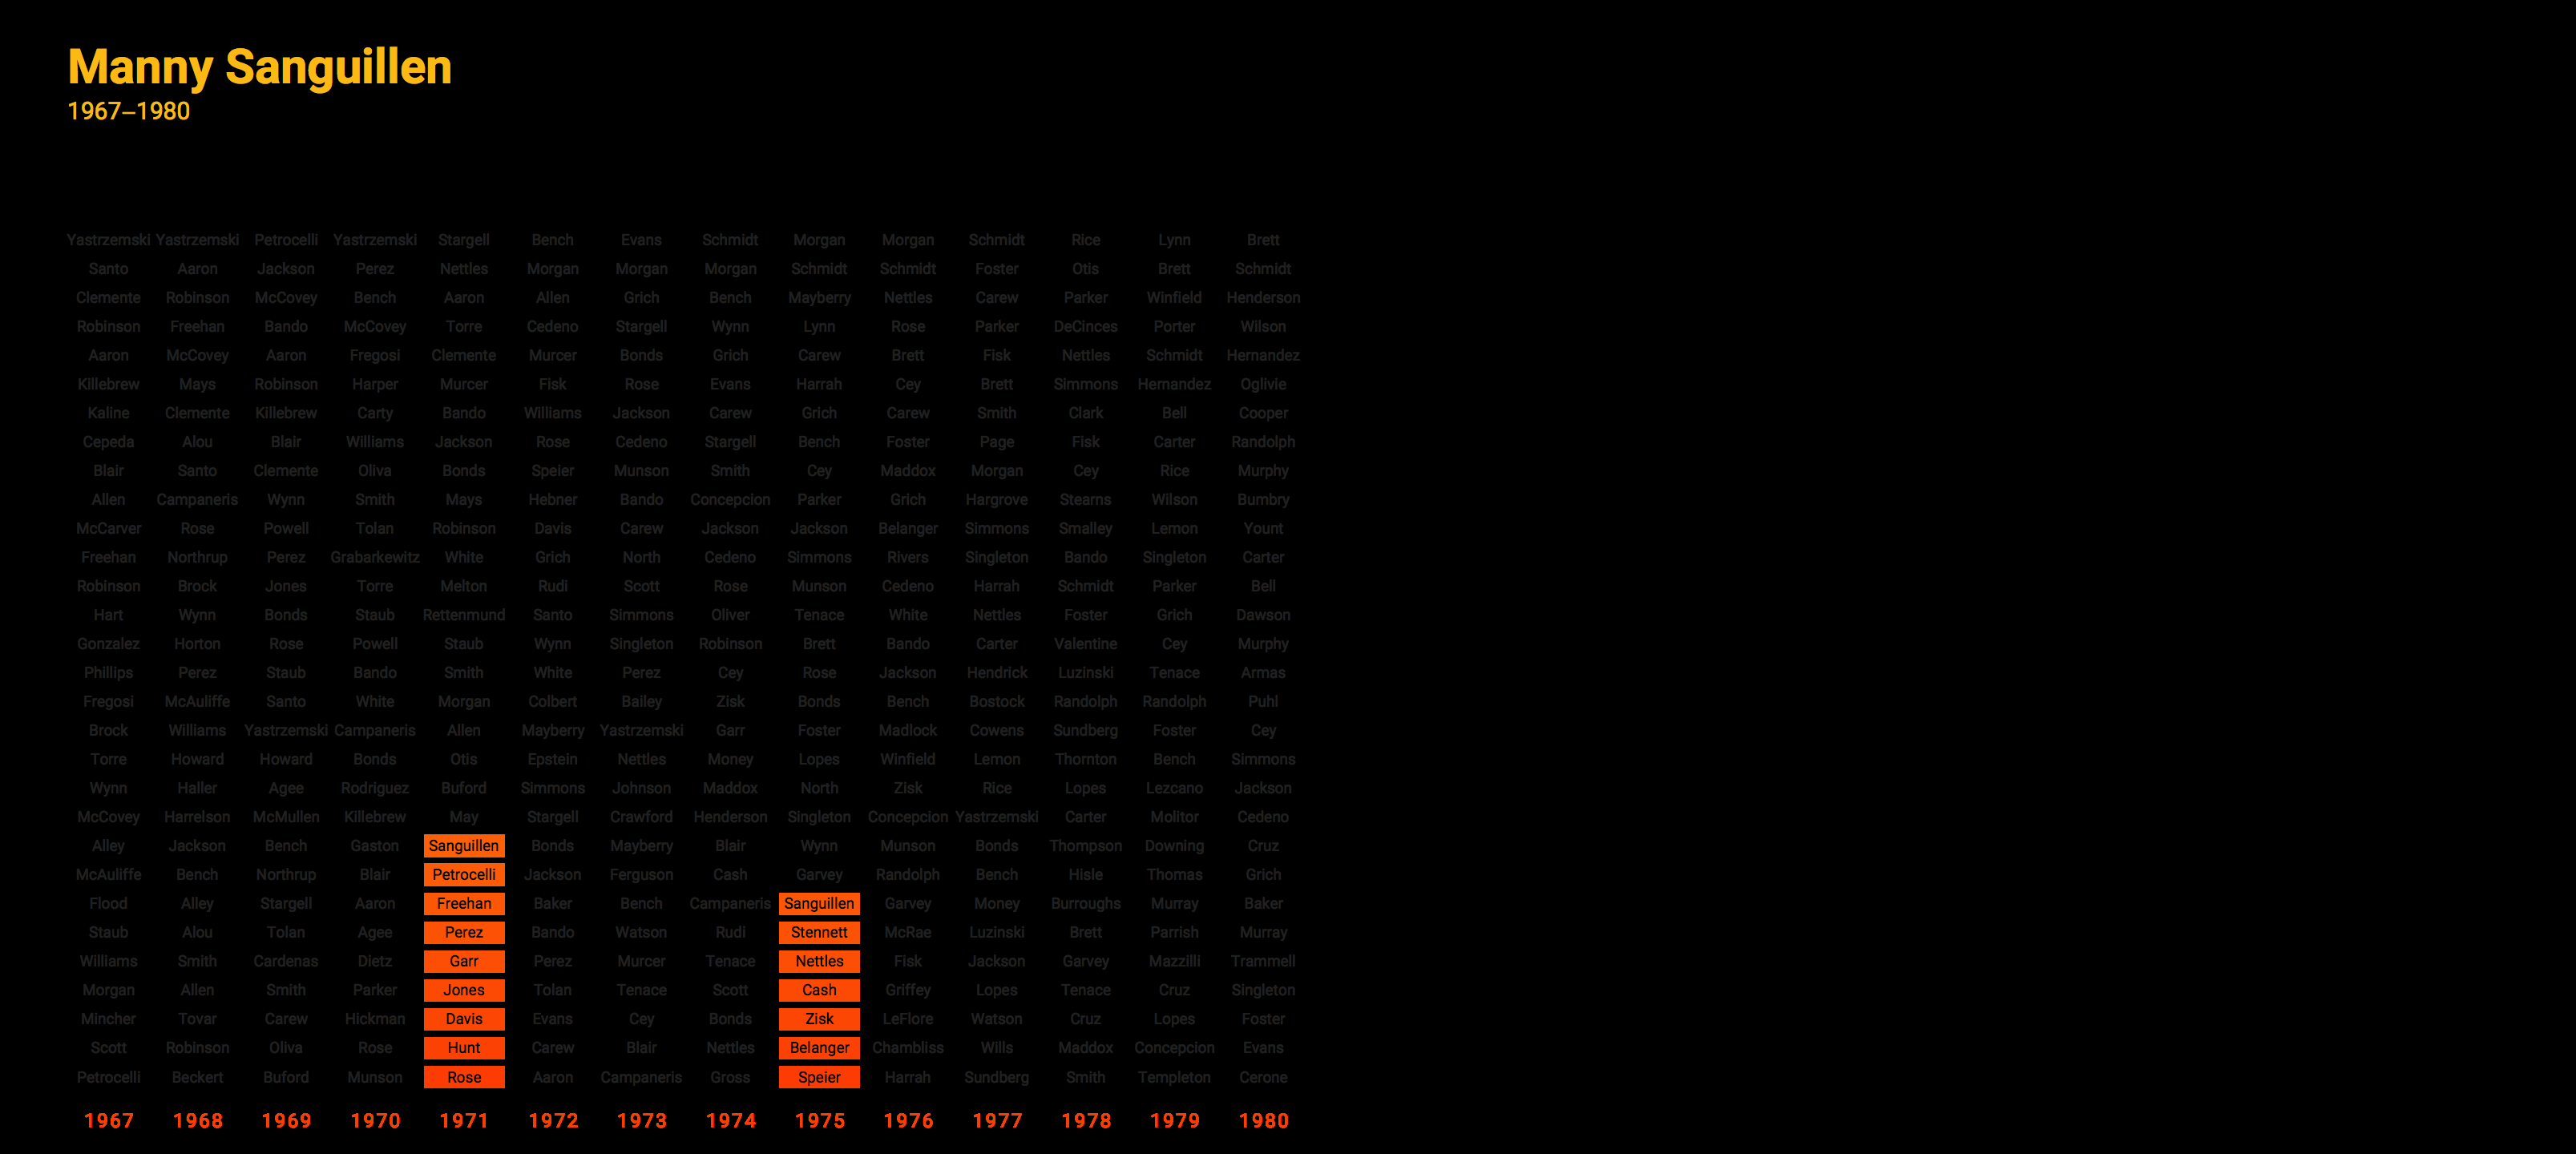 Manny Sanguillen
1967–1980
Yastrzemski Yastrzemski Petrocelli Yastrzemski Stargell Bench Evans Schmidt Morgan Morgan Schmidt Rice Lynn Brett
Santo Aaron Jackson Perez Nettles Morgan Morgan Morgan Schmidt Schmidt Foster Otis Brett Schmidt
Clemente Robinson McCovey Bench Aaron Allen Grich Bench Mayberry Nettles Carew Parker Winfield Henderson
Robinson Freehan Bando McCovey Torre Cedeno Stargell Wynn Lynn Rose Parker DeCinces Porter Wilson
Aaron McCovey Aaron Fregosi Clemente Murcer Bonds Grich Carew Brett Fisk Nettles Schmidt Hernandez
Killebrew Mays Robinson Harper Murcer Fisk Rose Evans Harrah Cey Brett Simmons Hernandez Oglivie
Kaline Clemente Killebrew Carty Bando Williams Jackson Carew Grich Carew Smith Clark Bell Cooper
Cepeda Alou Blair Williams Jackson Rose Cedeno Stargell Bench Foster Page Fisk Carter Randolph
Blair Santo Clemente Oliva Bonds Speier Munson Smith Cey Maddox Morgan Cey Rice Murphy
Allen Campaneris Wynn Smith Mays Hebner Bando Concepcion Parker Grich Hargrove Stearns Wilson Bumbry
McCarver Rose Powell Tolan Robinson Davis Carew Jackson Jackson Belanger Simmons Smalley Lemon Yount
Freehan Northrup Perez Grabarkewitz White Grich North Cedeno Simmons Rivers Singleton Bando Singleton Carter
Robinson Brock Jones Torre Melton Rudi Scott Rose Munson Cedeno Harrah Schmidt Parker Bell
Hart Wynn Bonds Staub Rettenmund Santo Simmons Oliver Tenace White Nettles Foster Grich Dawson
Gonzalez Horton Rose Powell Staub Wynn Singleton Robinson Brett Bando Carter Valentine Cey Murphy
Phillips Perez Staub Bando Smith White Perez Cey Rose Jackson Hendrick Luzinski Tenace Armas
Fregosi McAuliffe Santo White Morgan Colbert Bailey Zisk Bonds Bench Bostock Randolph Randolph Puhl
Brock Williams Yastrzemski Campaneris Allen Mayberry Yastrzemski Garr Foster Madlock Cowens Sundberg Foster Cey
Torre Howard Howard Bonds Otis Epstein Nettles Money Lopes Winfield Lemon Thornton Bench Simmons
Wynn Haller Agee Rodriguez Buford Simmons Johnson Maddox North Zisk Rice Lopes Lezcano Jackson
McCovey Harrelson McMullen Killebrew May Stargell Crawford Henderson Singleton Concepcion Yastrzemski Carter Molitor Cedeno
Alley Jackson Bench Gaston Sanguillen Bonds Mayberry Blair Wynn Munson Bonds Thompson Downing Cruz
McAuliffe Bench Northrup Blair Petrocelli Jackson Ferguson Cash Garvey Randolph Bench Hisle Thomas Grich
Flood Alley Stargell Aaron Freehan Baker Bench Campaneris Sanguillen Garvey Money Burroughs Murray Baker
Staub Alou Tolan Agee Perez Bando Watson Rudi Stennett McRae Luzinski Brett Parrish Murray
Williams Smith Cardenas Dietz Garr Perez Murcer Tenace Nettles Fisk Jackson Garvey Mazzilli Trammell
Morgan Allen Smith Parker Jones Tolan Tenace Scott Cash Griffey Lopes Tenace Cruz Singleton
Mincher Tovar Carew Hickman Davis Evans Cey Bonds Zisk LeFlore Watson Cruz Lopes Foster
Scott Robinson Oliva Rose Hunt Carew Blair Nettles Belanger Chambliss Wills Maddox Concepcion Evans
Petrocelli Beckert Buford Munson Rose Aaron Campaneris Gross Speier Harrah Sundberg Smith Templeton Cerone
1967 1968 1969 1970 1971 1972 1973 1974 1975 1976 1977 1978 1979 1980